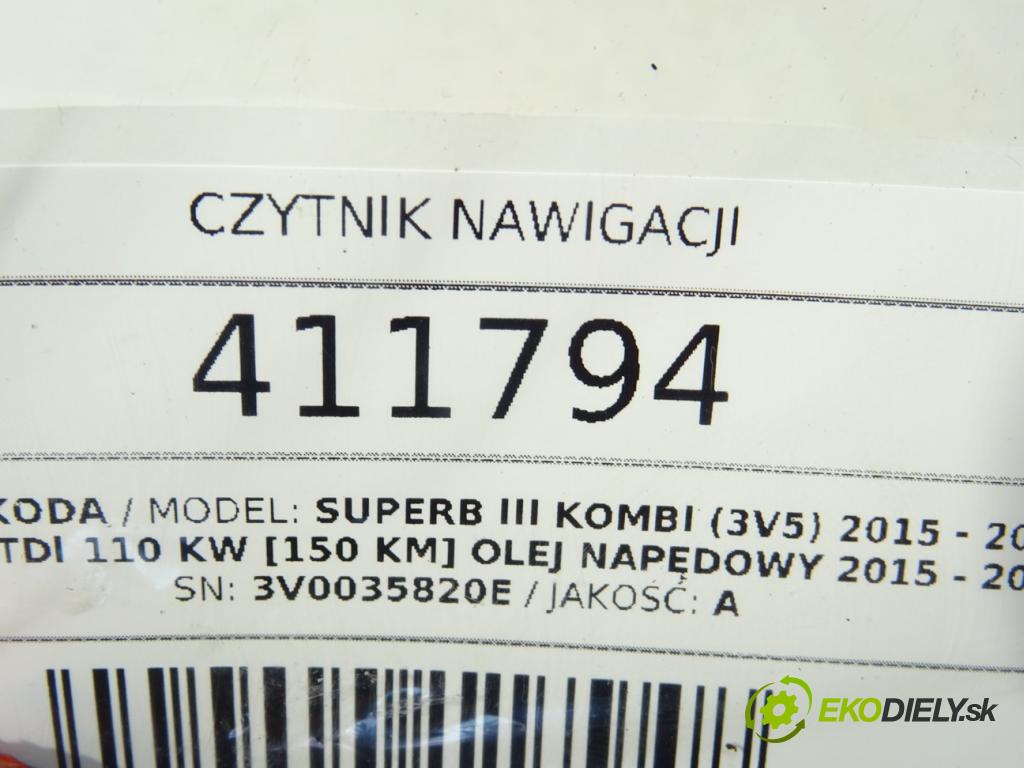 CZYTNIK NAWIGACJI
411794
KODA / MODEL: SUPERB III KOMBI (3V5) 2015 - 20
TDI 110 KW [150 KM] OLEJ NAPĘDOWY 2015 - 20
SN: 3V0035820E / JAKOŚĆ: A
EKODIELY.sk